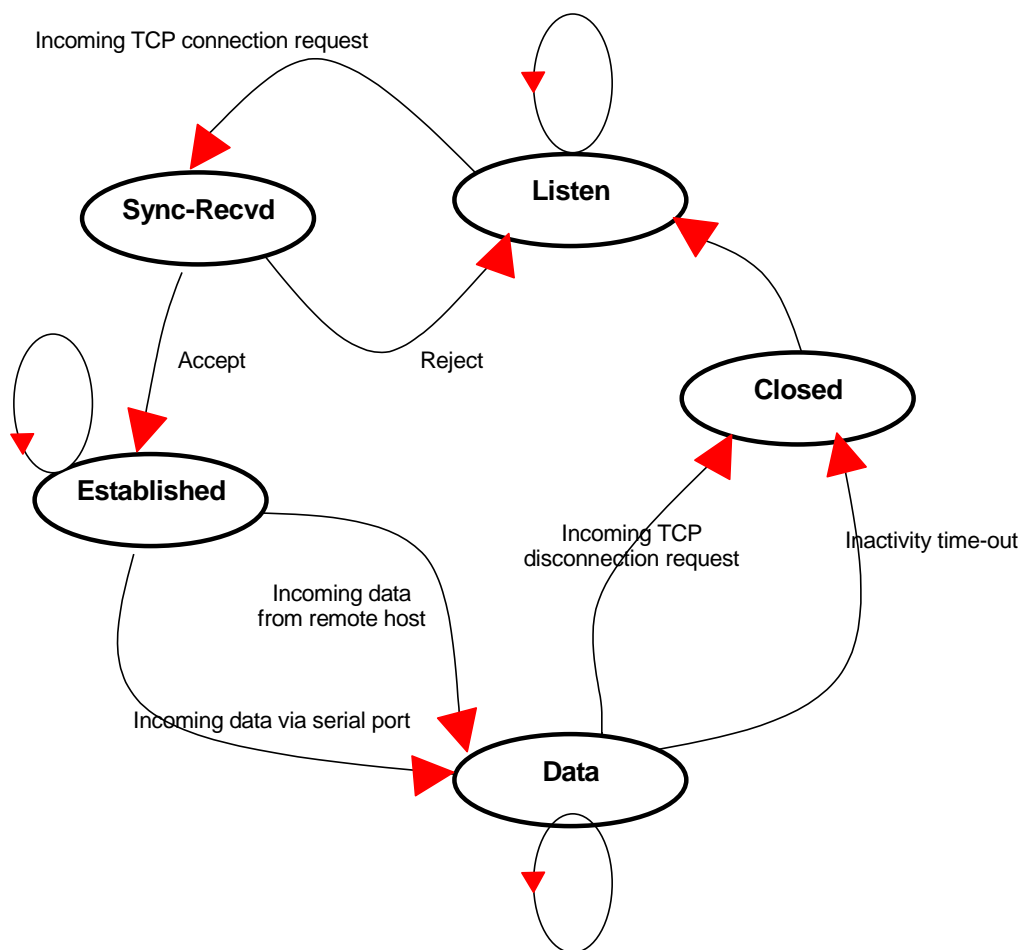 Incoming TCP connection request
Listen
Sync-Recvd
Accept
Reject
Closed
Established
Incoming TCP
disconnection request
Inactivity time-out
Incoming data
from remote host
Incoming data via serial port
Data